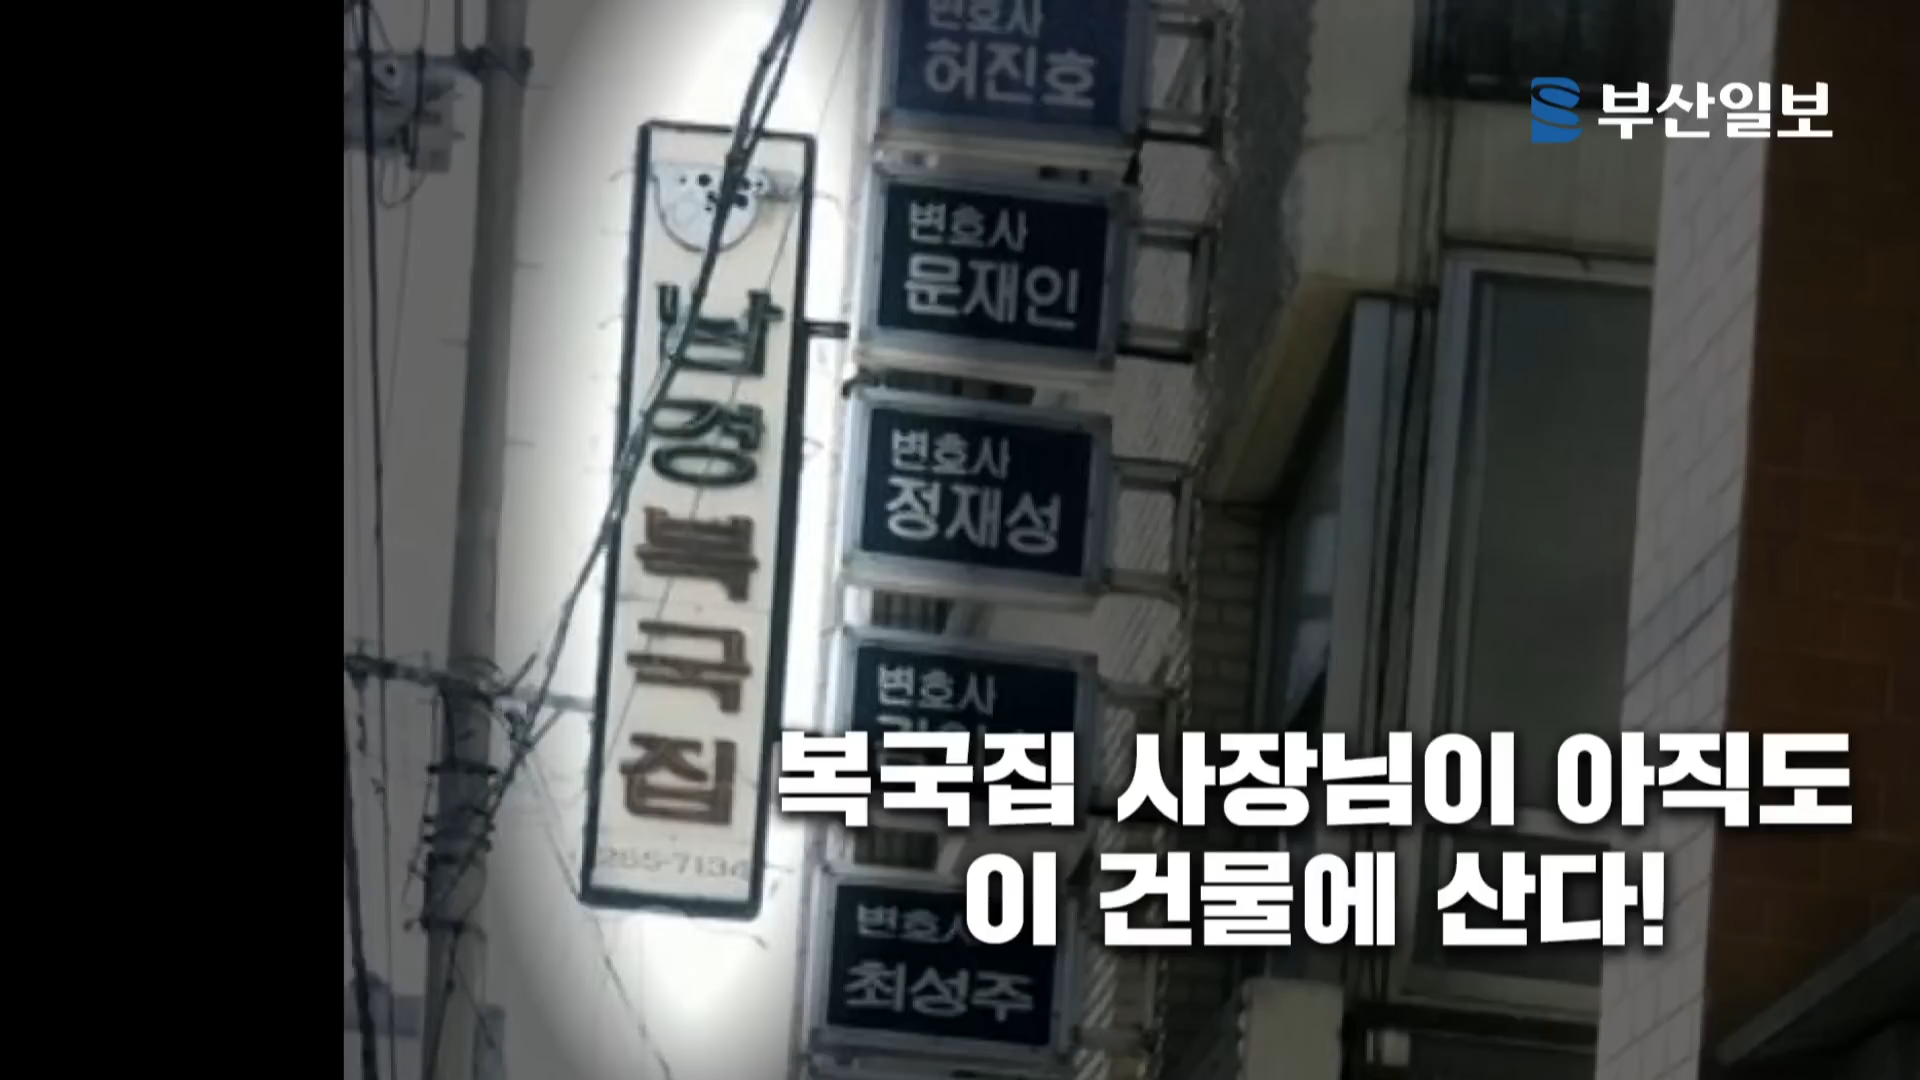 변호사
허진호
부산일보
변호사
문재인
남경복국집
변호사
정재성
변호사
변호사
최성주
복국집 사장님이 아직도
이 건물에 산다!